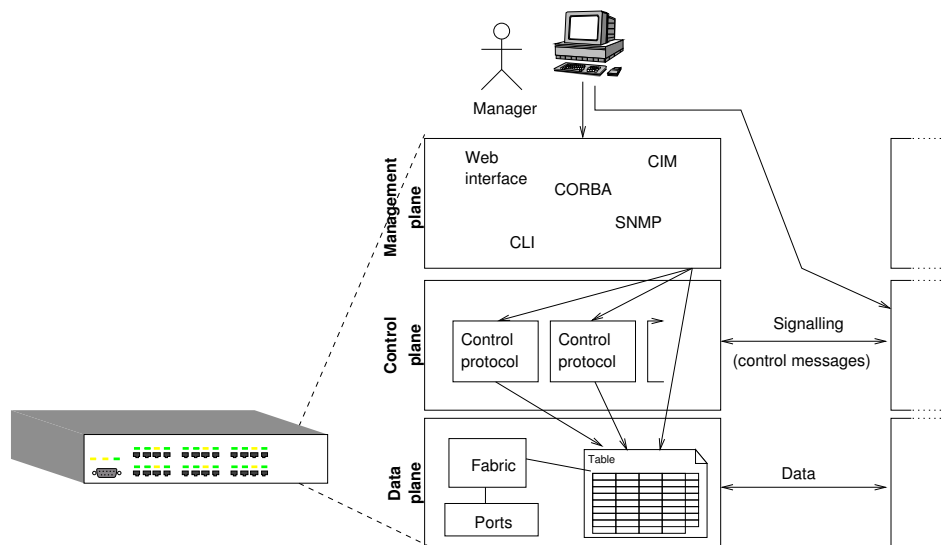 Manager
Management
plane
Web
interface
CIM
CORBA
SNMP
CLI
Control
plane
Control
protocol
Control
protocol
Signalling
(control messages)
Data
plane
Fabric
Ports
Table
Data